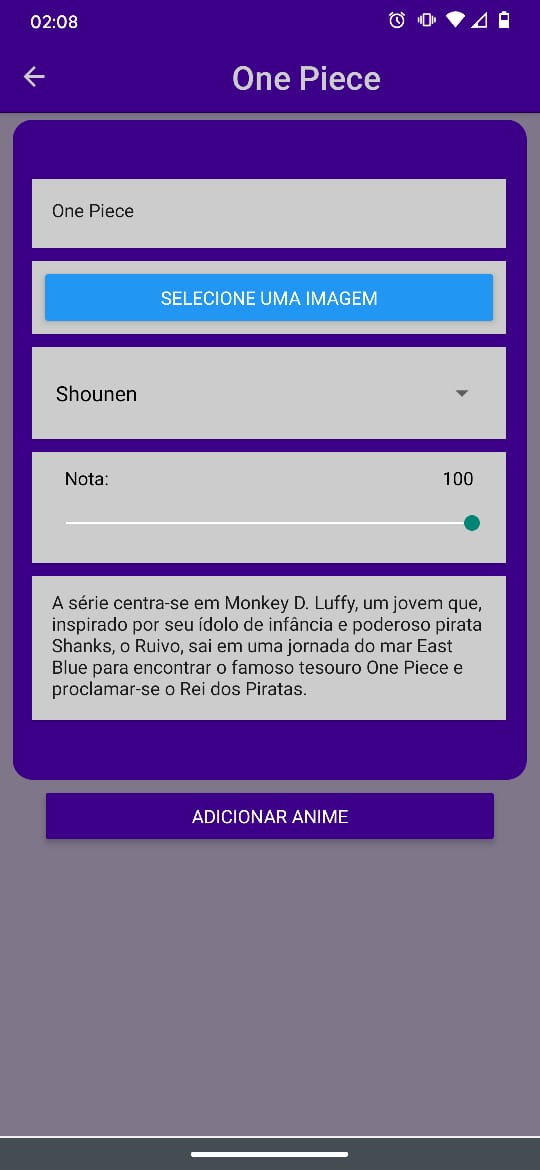 02:08
One Piece
One Piece
SELECIONE UMA IMAGEM
Shounen
Nota: 100
A série centra-se em Monkey D. Luffy, um jovem que,
inspirado por seu ídolo de infância e poderoso pirata
Shanks, o Ruivo, sai em uma jornada do mar East
Blue para encontrar o famoso tesouro One Piece e
proclamar-se o Rei dos Piratas.
ADICIONAR ANIME